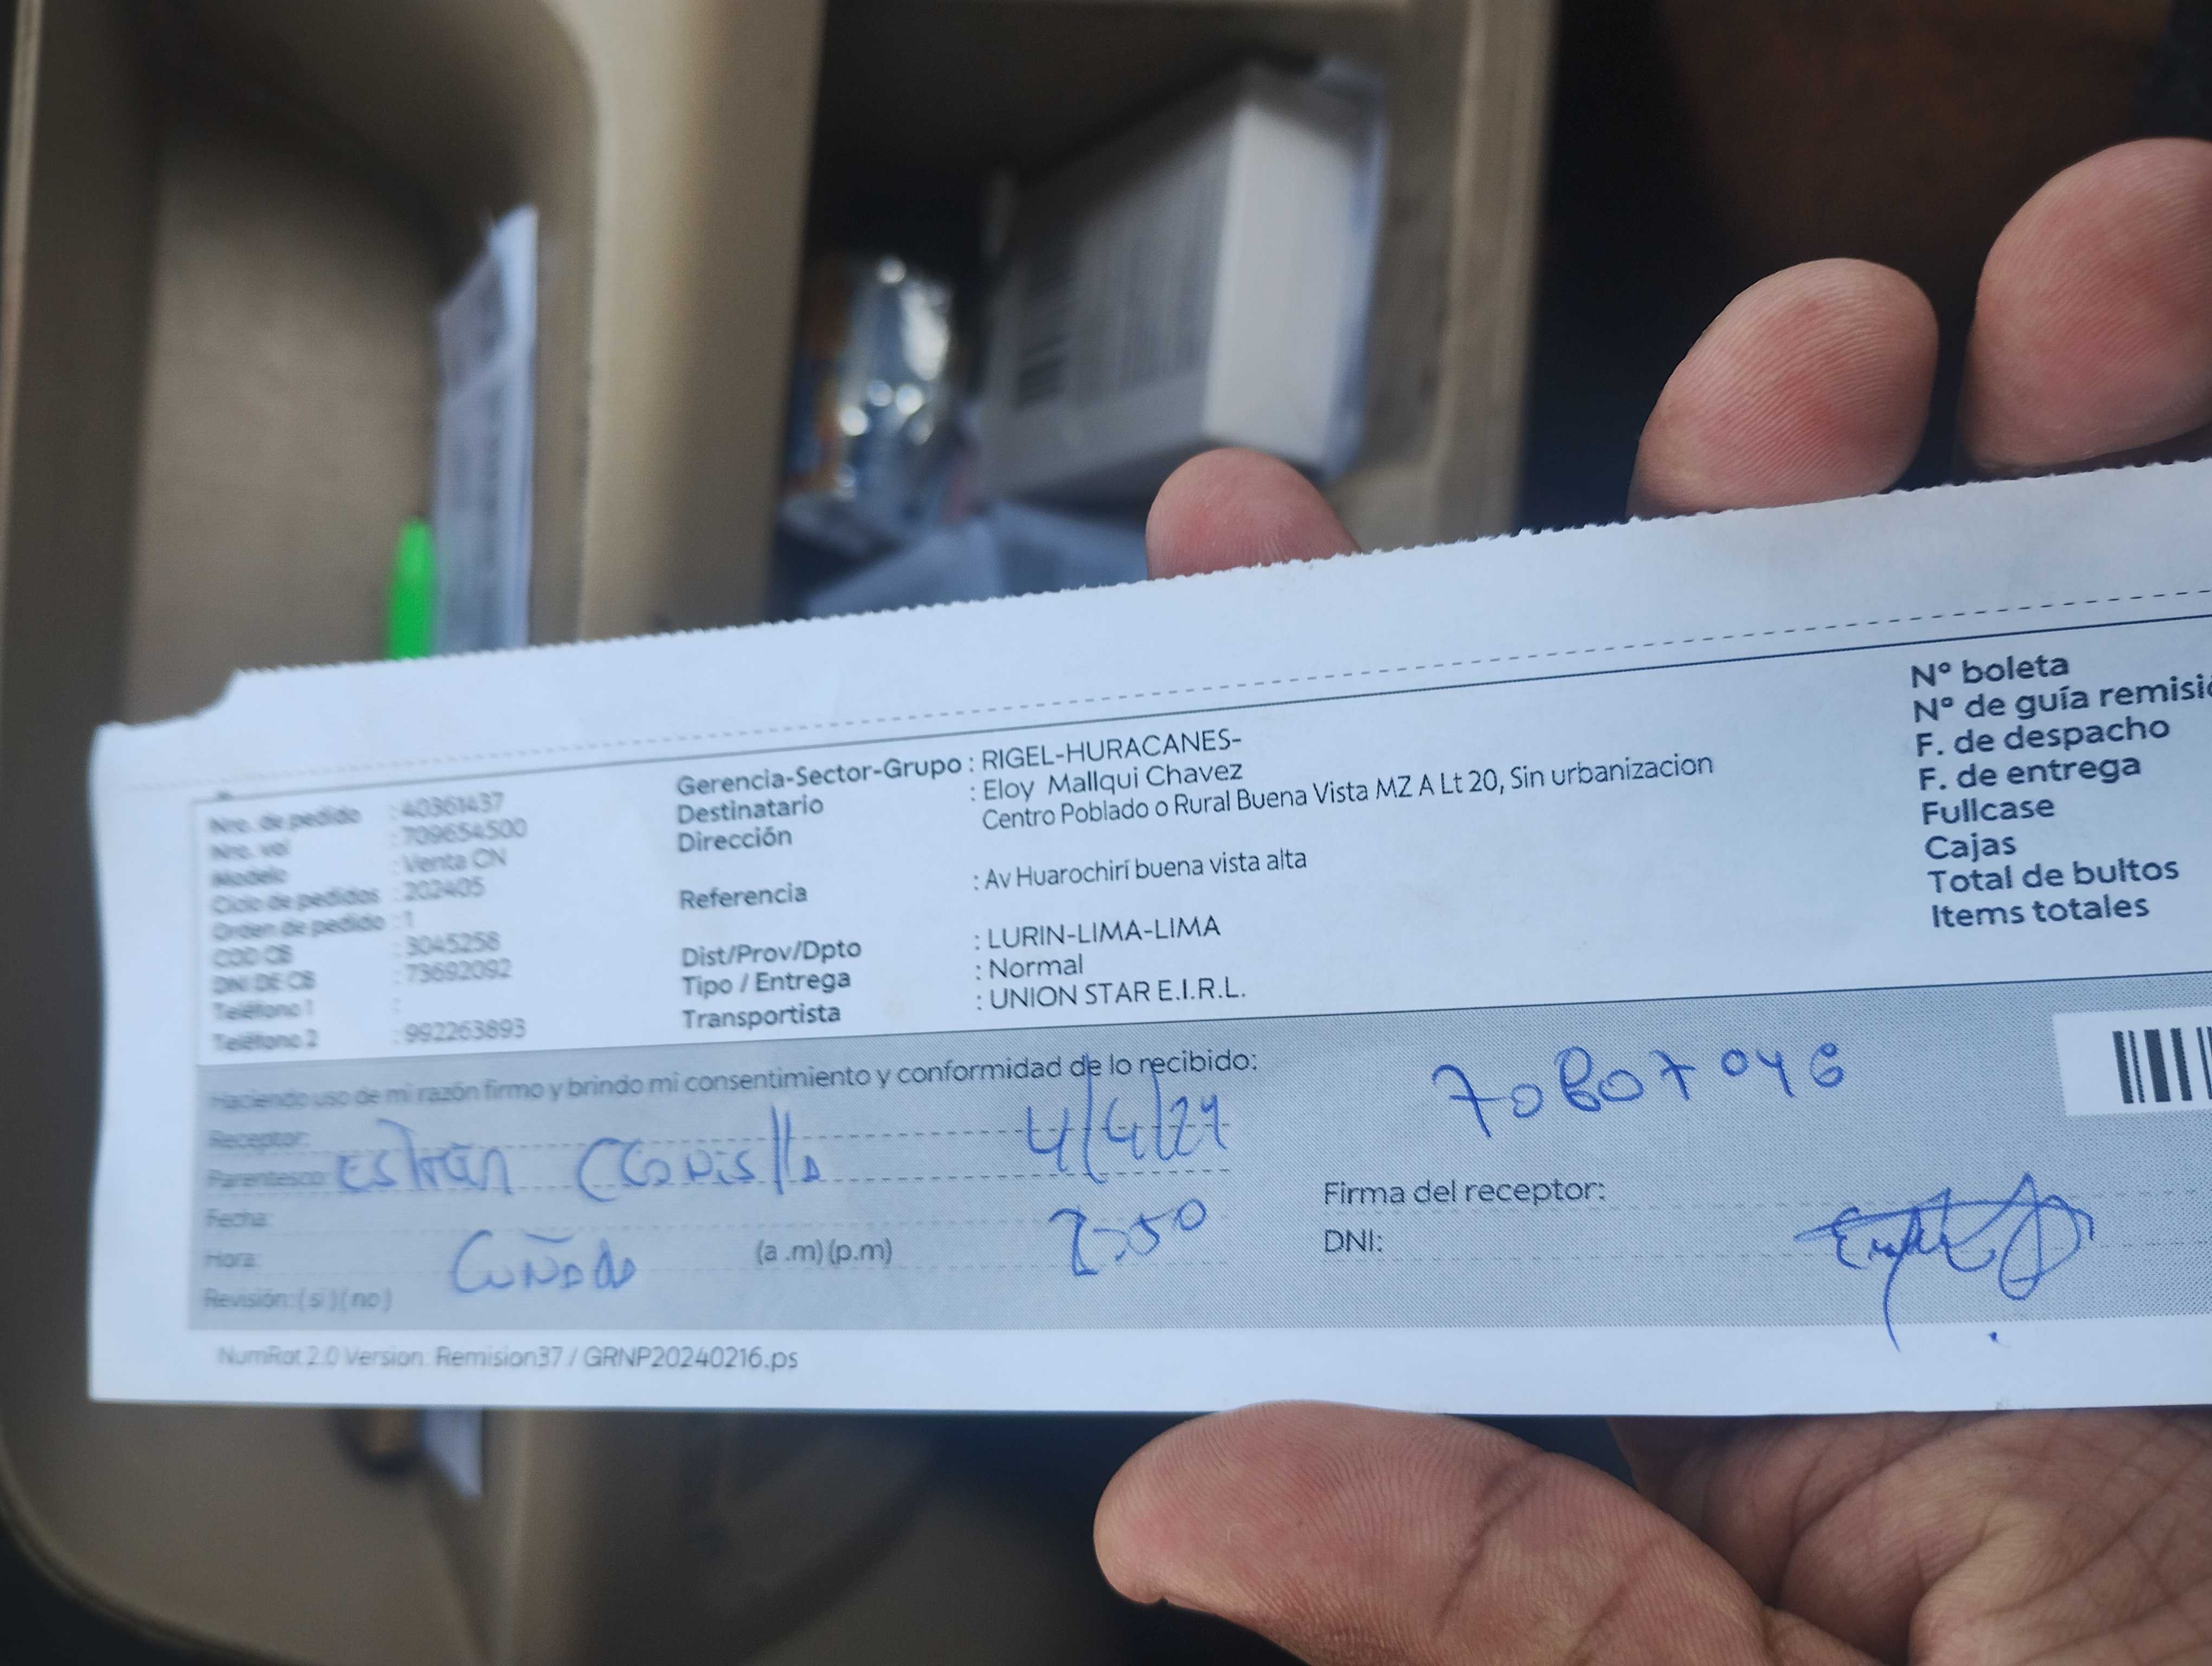 Nro. de pedido : 40361437
Nro. vol : 709654500
Modelo : Venta CN
Ciclo de pedidos : 202405
Orden de pedido : 1
COD CB : 3045258
DNI DE CB : 73692092
Teléfono 1 :
Teléfono 2 : 992263893
Gerencia-Sector-Grupo : RIGEL-HURACANES-
Destinatario : Eloy Mallqui Chavez
Dirección Centro Poblado o Rural Buena Vista MZ A Lt 20, Sin urbanizacion
Referencia : Av Huarochirí buena vista alta
Dist/Prov/Dpto : LURIN-LIMA-LIMA
Tipo / Entrega : Normal
Transportista : UNION STAR E.I.R.L.
N° boleta
N° de guía remisió
F. de despacho
F. de entrega
Fullcase
Cajas
Total de bultos
Items totales
Haciendo uso de mi razón firmo y brindo mi consentimiento y conformidad de lo recibido:
Receptor:
Parentesco:
4/4/24
Fecha:
Hora: Cuñado (a .m) (p.m)
Revisión: ( si ) ( no )
Firma del receptor:
DNI:
NumRot 2.0 Version: Remision37 / GRNP20240216.ps